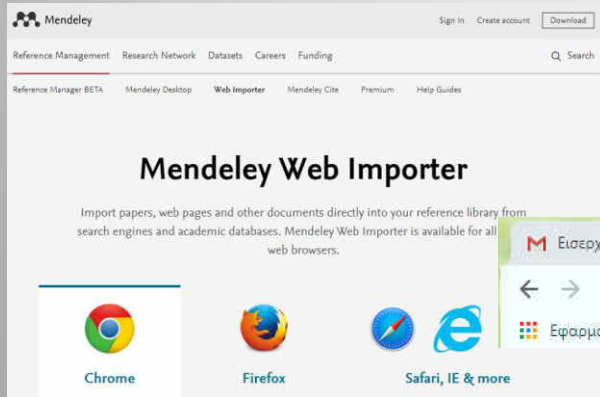 Mendeley
Sign In Create account Download
Reference Management Research Network Datasets Careers Funding Search
Reference Manager BETA Mendeley Desktop Web Importer Mendeley Cite Premium Help Guides
Mendeley Web Importer
Import papers, web pages and other documents directly into your reference library from
search engines and academic databases. Mendeley Web Importer is available for all
web browsers.
Chrome Firefox Safari, IE & more